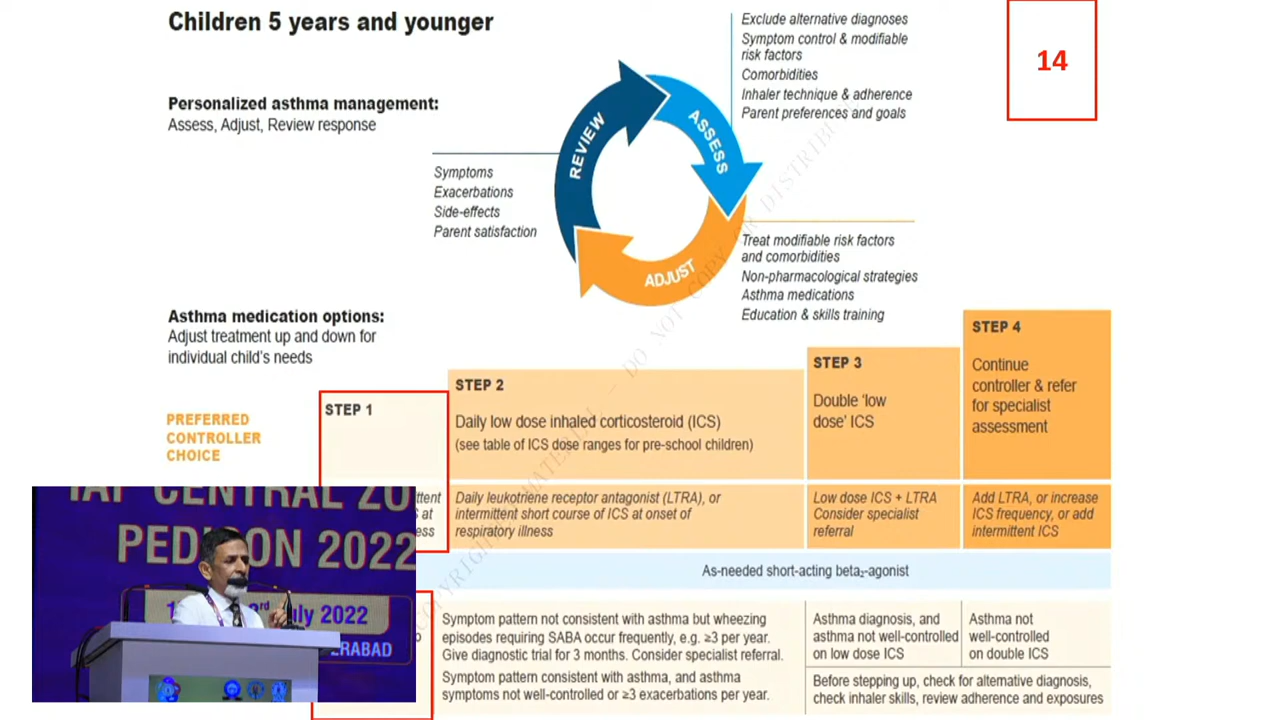 Children 5 years and younger
14
Personalized asthma management:
Assess, Adjust, Review response
Exclude alternative diagnoses
Symptom control & modifiable
risk factors
Comorbidities
Inhaler technique & adherence
Parent preferences and goals
REVIEW
ASSESS
ADJUST
Symptoms
Exacerbations
Side-effects
Parent satisfaction
Treat modifiable risk factors
and comorbidities
Non-pharmacological strategies
Asthma medications
Education & skills training
Asthma medication options:
Adjust treatment up and down for
individual child's needs
PREFERRED
CONTROLLER
CHOICE
STEP 1
STEP 2
Daily low dose inhaled corticosteroid (ICS)
(see table of ICS dose ranges for pre-school children)
STEP 3
Double 'low
dose' ICS
STEP 4
Continue
controller & refer
for specialist
assessment
Daily leukotriene receptor antagonist (LTRA), or
intermittent short course of ICS at onset of
respiratory illness
Low dose ICS + LTRA
Consider specialist
referral
Add LTRA, or increase
ICS frequency, or add
intermittent ICS
As-needed short-acting beta₂-agonist
Symptom pattern not consistent with asthma but wheezing
episodes requiring SABA occur frequently, e.g. ≥3 per year.
Give diagnostic trial for 3 months. Consider specialist referral.
Symptom pattern consistent with asthma, and asthma
symptoms not well-controlled or ≥3 exacerbations per year.
Asthma diagnosis, and
asthma not well-controlled
on low dose ICS
Asthma not
well-controlled
on double ICS
Before stepping up, check for alternative diagnosis,
check inhaler skills, review adherence and exposures
IAP CENTRAL ZO
2022
July 2022
ERABAD
COPYRIGHTED MATERIAL - DO NOT COPY OR DISTRIBUTE